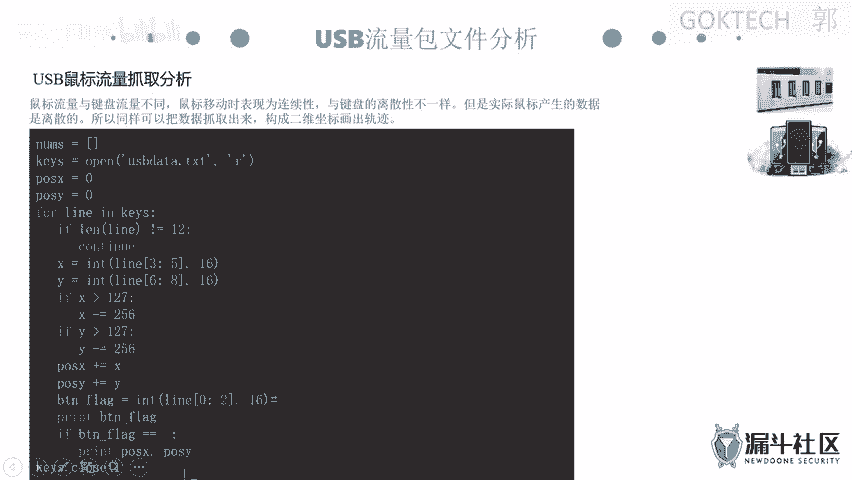 GOKTECH 郭
USB流量包文件分析
USB鼠标流量抓取分析
鼠标流量与键盘流量不同，鼠标移动时表现为连续性，与键盘的离散性不一样。但是实际鼠标产生的数据
是离散的。所以同样可以把数据抓取出来，构成二维坐标画出轨迹。
nums = []
keys = open('usbdata.txt', 'r')
posx = 0
posy = 0
for line in keys:
if len(line) != 12:
continue
x = int(line[3: 5], 16)
y = int(line[6: 8], 16)
if x > 127:
x -= 256
if y > 127:
y -= 256
posx += x
posy += y
btn_flag = int(line[0: 2], 16)#
print btn_flag
if btn_flag == :
print posx, posy
keys.close
漏斗社区
NEWDOONE SECURITY